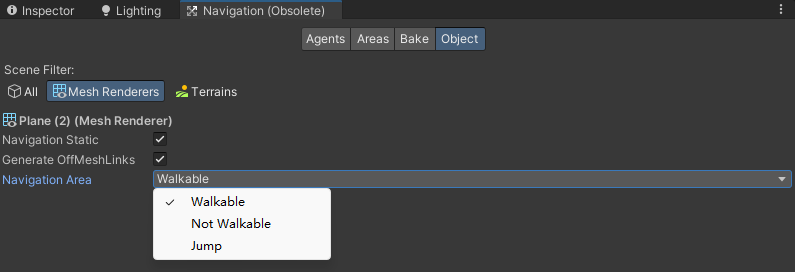 Inspector Lighting Navigation (Obsolete)
Agents Areas Bake Object
Scene Filter:
All Mesh Renderers Terrains
Plane (2) (Mesh Renderer)
Navigation Static
Generate OffMeshLinks
Navigation Area Walkable
Walkable
Not Walkable
Jump